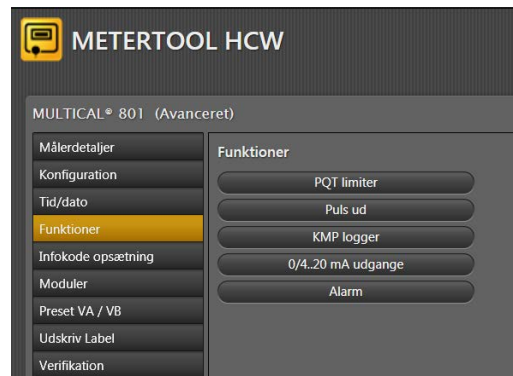 METERTOOL HCW
MULTICAL® 801 (Avanceret)
Målerdetaljer
Konfiguration
Tid/dato
Funktioner
Infokode opsætning
Moduler
Preset VA / VB
Udskriv Label
Verifikation
Funktioner
PQT limiter
Puls ud
KMP logger
0/4..20 mA udgange
Alarm